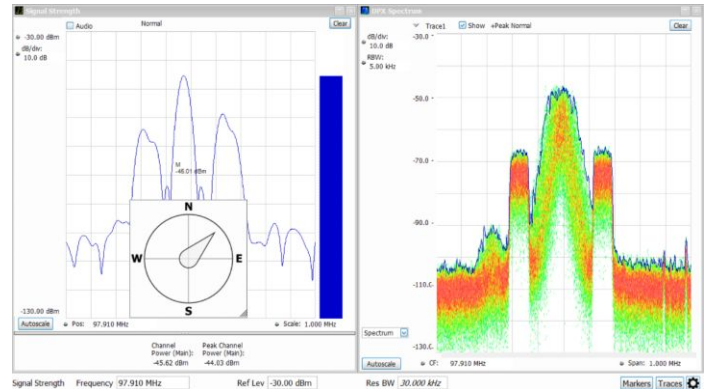 Signal Strength
Audio
Normal
Clear
-30.00 dBm
dB/div:
10.0 dB
M
-46.01 dBm
N
W
E
S
-130.00 dBm
Autoscale
Pos: 97.910 MHz
Scale: 1.000 MHz
Channel Power (Main):
-45.62 dBm
Peak Channel Power (Main):
-44.03 dBm
DPX Spectrum
Trace1
Show
+Peak Normal
Clear
dB/div:
10.0 dB
RBW:
5.00 kHz
-30.0
-50.0
-70.0
-90.0
-110.0
-130.0
Spectrum
Autoscale
CF: 97.910 MHz
Span: 1.000 MHz
Signal Strength
Frequency 97.910 MHz
Ref Lev -30.00 dBm
Res BW 30.000 kHz
Markers
Traces